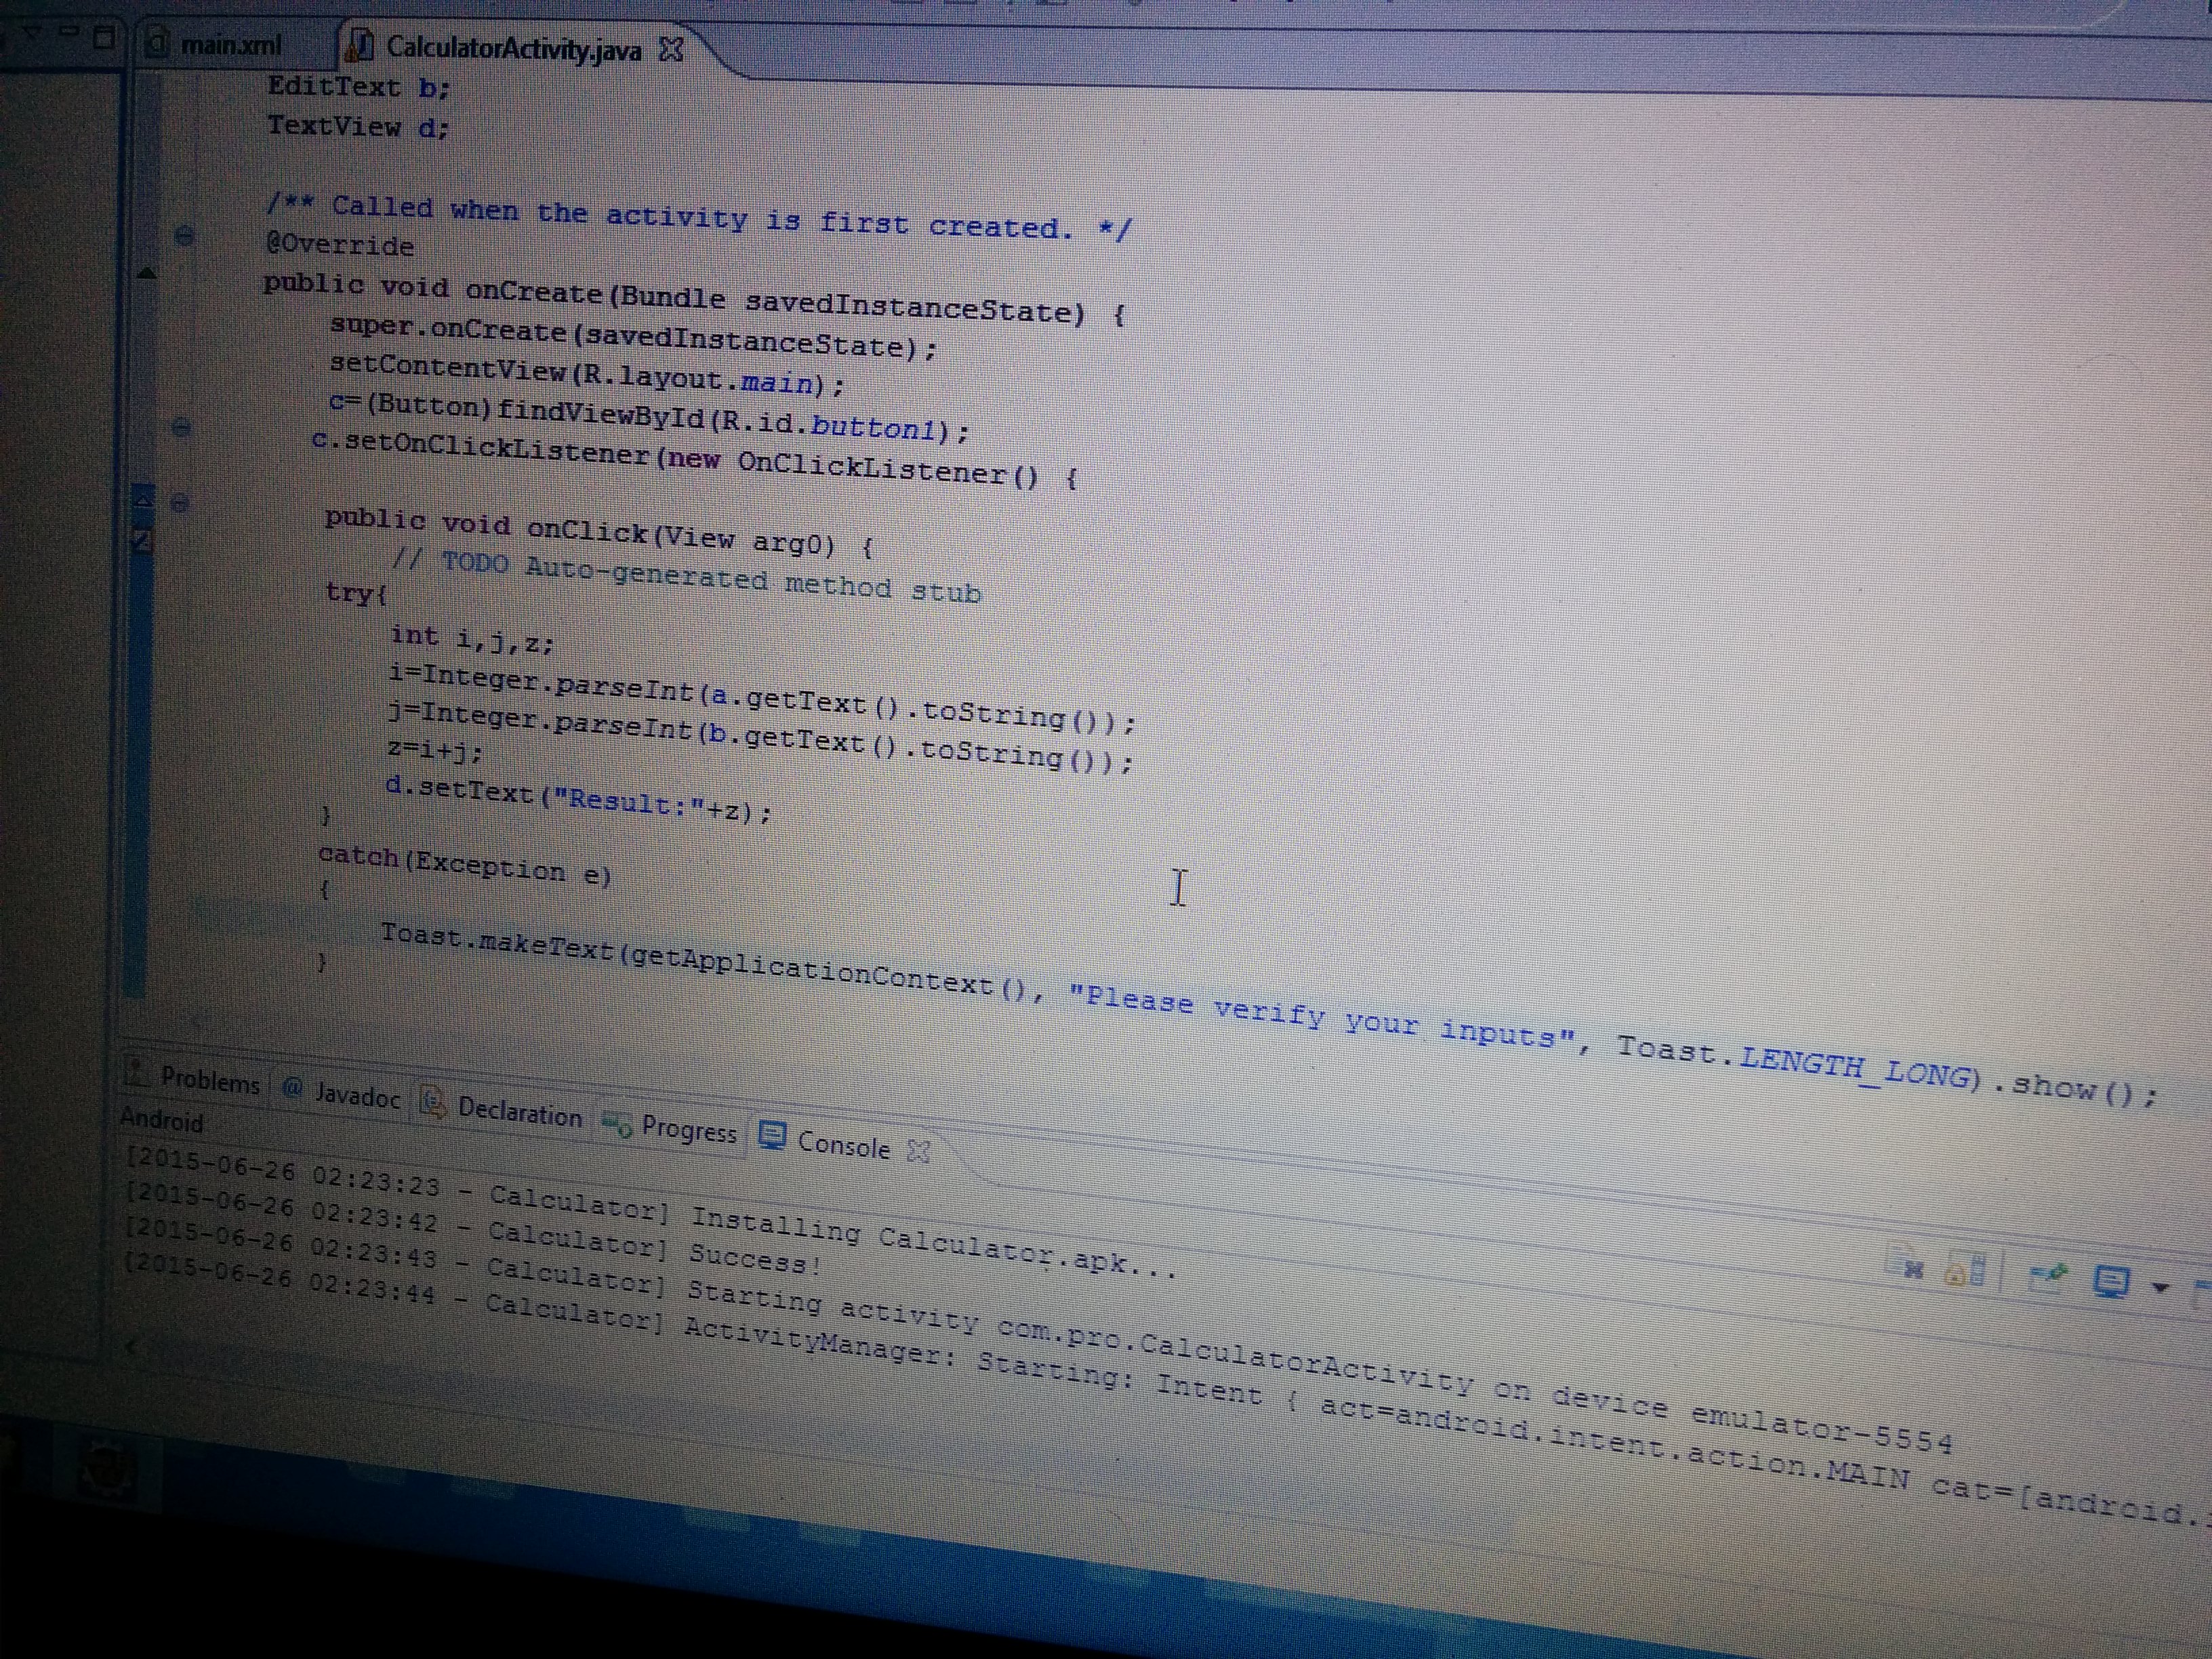 main.xml
CalculatorActivity.java
EditText b;
TextView d;
/** Called when the activity is first created. */
@Override
public void onCreate(Bundle savedInstanceState) {
super.onCreate(savedInstanceState);
setContentView(R.layout.main);
c=(Button)findViewById(R.id.button1);
c.setOnClickListener(new OnClickListener() {
public void onClick(View arg0) {
// TODO Auto-generated method stub
try{
int i,j,z;
i=Integer.parseInt(a.getText().toString());
j=Integer.parseInt(b.getText().toString());
z=i+j;
d.setText("Result:"+z);
}
catch(Exception e)
{
Toast.makeText(getApplicationContext(), "Please verify your inputs", Toast.LENGTH_LONG).show();
}
Problems @ Javadoc Declaration Progress Console
Android
[2015-06-26 02:23:23 - Calculator] Installing Calculator.apk...
[2015-06-26 02:23:42 - Calculator] Success!
[2015-06-26 02:23:43 - Calculator] Starting activity com.pro.CalculatorActivity on device emulator-5554
[2015-06-26 02:23:44 - Calculator] ActivityManager: Starting: Intent { act=android.intent.action.MAIN cat=[android.